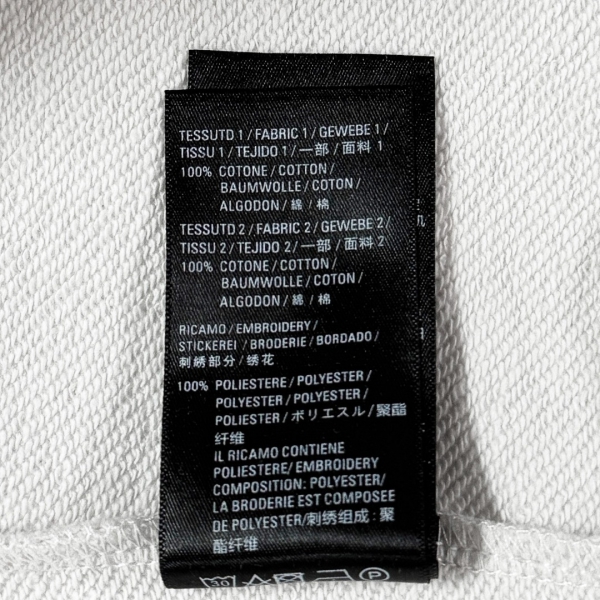 TESSUTD 1 / FABRIC 1 / GEWEBE 1 /
TISSU 1 / TEJIDO 1 / 一部 / 面料 1
100% COTONE / COTTON /
BAUMWOLLE / COTON /
ALGODON / 綿 / 棉
TESSUTD 2 / FABRIC 2 / GEWEBE 2 /
TISSU 2 / TEJIDO 2 / 一部 / 面料 2
100% COTONE / COTTON /
BAUMWOLLE / COTON /
ALGODON / 綿 / 棉
RICAMO / EMBROIDERY /
STICKEREI / BRODERIE / BORDADO /
刺绣部分 / 绣花
100% POLIESTERE / POLYESTER /
POLYESTER / POLYESTER /
POLIESTER / ポリエスル / 聚酯
纤维
IL RICAMO CONTIENE
POLIESTERE/ EMBROIDERY
COMPOSITION: POLYESTER/
LA BRODERIE EST COMPOSEE
DE POLYESTER/刺绣组成: 聚
酯纤维
30 P